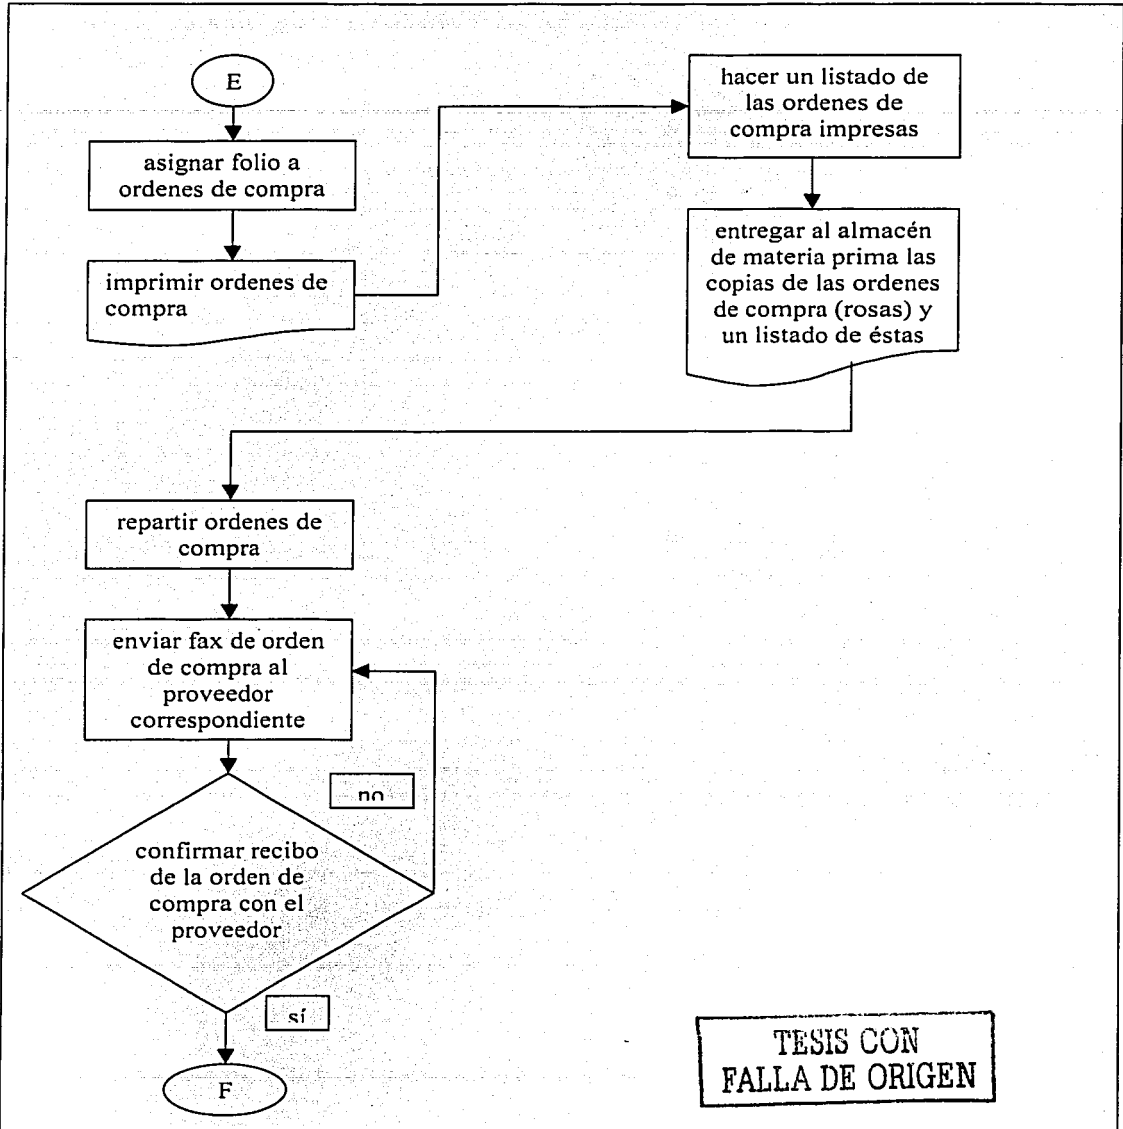 E
asignar folio a
ordenes de compra
imprimir ordenes de
compra
hacer un listado de
las ordenes de
compra impresas
entregar al almacén
de materia prima las
copias de las ordenes
de compra (rosas) y
un listado de éstas
repartir ordenes de
compra
enviar fax de orden
de compra al
proveedor
correspondiente
no
confirmar recibo
de la orden de
compra con el
proveedor
sí
F
TESIS CON
FALLA DE ORIGEN